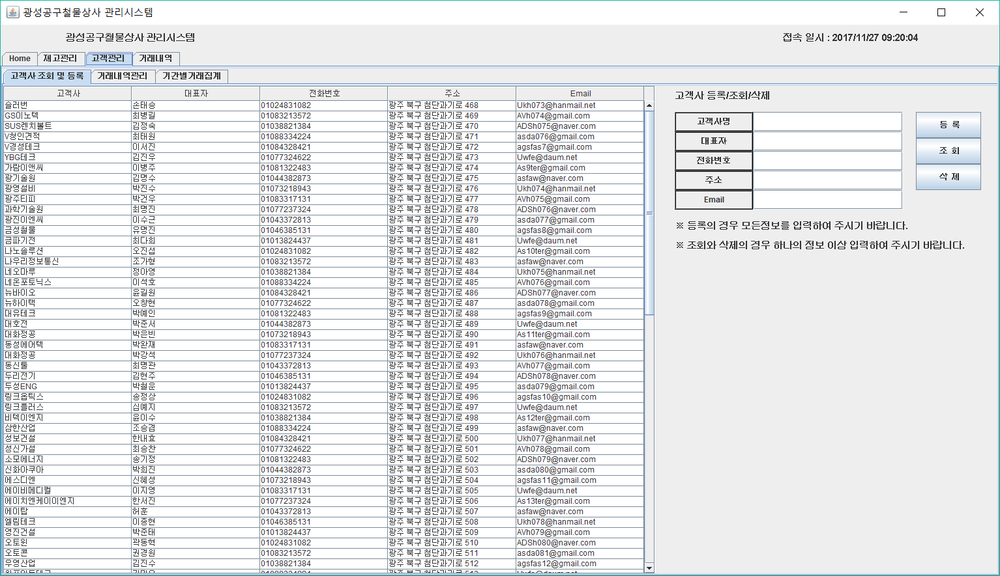 광성공구철물상사 관리시스템
광성공구철물상사 관리시스템
접속 일시 : 2017/11/27 09:20:04
Home 재고관리 고객관리 거래내역
고객사 조회 및 등록 거래내역관리 기간별거래집계
고객사 대표자 전화번호 주소 Email
슬러번 손태승 01024831082 광주 북구 첨단과기로 468 Ukh073@hanmail.net
GS이노텍 최병길 01083213572 광주 북구 첨단과기로 469 AVh074@gmail.com
SUS렌치볼트 김정숙 01038821384 광주 북구 첨단과기로 470 ADSh075@naver.com
V청인견적 최태원 01088334224 광주 북구 첨단과기로 471 asda076@gmail.com
V경성테크 이서진 01084328421 광주 북구 첨단과기로 472 agsfas7@gmail.com
YBG테크 김진우 01077324622 광주 북구 첨단과기로 473 Uwfe@daum.net
가람이앤씨 이병주 01081322483 광주 북구 첨단과기로 474 As9ter@gmail.com
광기술원 김명수 01044382873 광주 북구 첨단과기로 475 asfaw@naver.com
광영설비 박진수 01073218943 광주 북구 첨단과기로 476 Ukh074@hanmail.net
광주티피 박건우 01083317131 광주 북구 첨단과기로 477 AVh075@gmail.com
과학기술원 최명진 01077237324 광주 북구 첨단과기로 478 ADSh076@naver.com
광진이엔씨 이수근 01043372813 광주 북구 첨단과기로 479 asda077@gmail.com
금성철물 유명진 01046385131 광주 북구 첨단과기로 480 agsfas8@gmail.com
금파기전 최다희 01013824437 광주 북구 첨단과기로 481 Uwfe@daum.net
나노솔루션 오진섭 01024831082 광주 북구 첨단과기로 482 As10ter@gmail.com
나우리정보통신 조가형 01083213572 광주 북구 첨단과기로 483 asfaw@naver.com
네오마루 정아영 01038821384 광주 북구 첨단과기로 484 Ukh075@hanmail.net
네온포토닉스 이석호 01088334224 광주 북구 첨단과기로 485 AVh076@gmail.com
뉴바이오 윤길원 01084328421 광주 북구 첨단과기로 486 ADSh077@naver.com
뉴하이택 오창현 01077324622 광주 북구 첨단과기로 487 asda078@gmail.com
대유테크 박예인 01081322483 광주 북구 첨단과기로 488 agsfas9@gmail.com
대호전 박준서 01044382873 광주 북구 첨단과기로 489 Uwfe@daum.net
대화정공 박은빈 01073218943 광주 북구 첨단과기로 490 As11ter@gmail.com
동성에어텍 박완재 01083317131 광주 북구 첨단과기로 491 asfaw@naver.com
대화정공 박강석 01077237324 광주 북구 첨단과기로 492 Ukh076@hanmail.net
동신툴 최명관 01043372813 광주 북구 첨단과기로 493 AVh077@gmail.com
두리전기 김현주 01046385131 광주 북구 첨단과기로 494 ADSh078@naver.com
두성ENG 박철운 01013824437 광주 북구 첨단과기로 495 asda079@gmail.com
링크옵틱스 송정상 01024831082 광주 북구 첨단과기로 496 agsfas10@gmail.com
링크플러스 심예지 01083213572 광주 북구 첨단과기로 497 Uwfe@daum.net
비텍이엔지 윤이수 01038821384 광주 북구 첨단과기로 498 As12ter@gmail.com
삼한산업 조승겸 01088334224 광주 북구 첨단과기로 499 asfaw@naver.com
성보건설 한내효 01084328421 광주 북구 첨단과기로 500 Ukh077@hanmail.net
성신가설 최승찬 01077324622 광주 북구 첨단과기로 501 AVh078@gmail.com
소모에너지 송기정 01081322483 광주 북구 첨단과기로 502 ADSh079@naver.com
신화아쿠아 박희진 01044382873 광주 북구 첨단과기로 503 asda080@gmail.com
에스디엔 신혜성 01073218943 광주 북구 첨단과기로 504 agsfas11@gmail.com
에이비메디컬 이지영 01083317131 광주 북구 첨단과기로 505 Uwfe@daum.net
에이치엔케이이엔지 한서진 01077237324 광주 북구 첨단과기로 506 As13ter@gmail.com
에이탑 허훈 01043372813 광주 북구 첨단과기로 507 asfaw@naver.com
엘림테크 이종현 01046385131 광주 북구 첨단과기로 508 Ukh078@hanmail.net
영진건설 박준태 01013824437 광주 북구 첨단과기로 509 AVh079@gmail.com
오토윈 곽동혁 01024831082 광주 북구 첨단과기로 510 ADSh080@naver.com
오토콘 권경원 01083213572 광주 북구 첨단과기로 511 asda081@gmail.com
우영산업 김진수 01038821384 광주 북구 첨단과기로 512 agsfas12@gmail.com
고객사 등록/조회/삭제
고객사명
대표자
전화번호
주소
Email
등 록
조 회
삭 제
※ 등록의 경우 모든정보를 입력하여 주시기 바랍니다.
※ 조회와 삭제의 경우 하나의 정보 이상 입력하여 주시기 바랍니다.